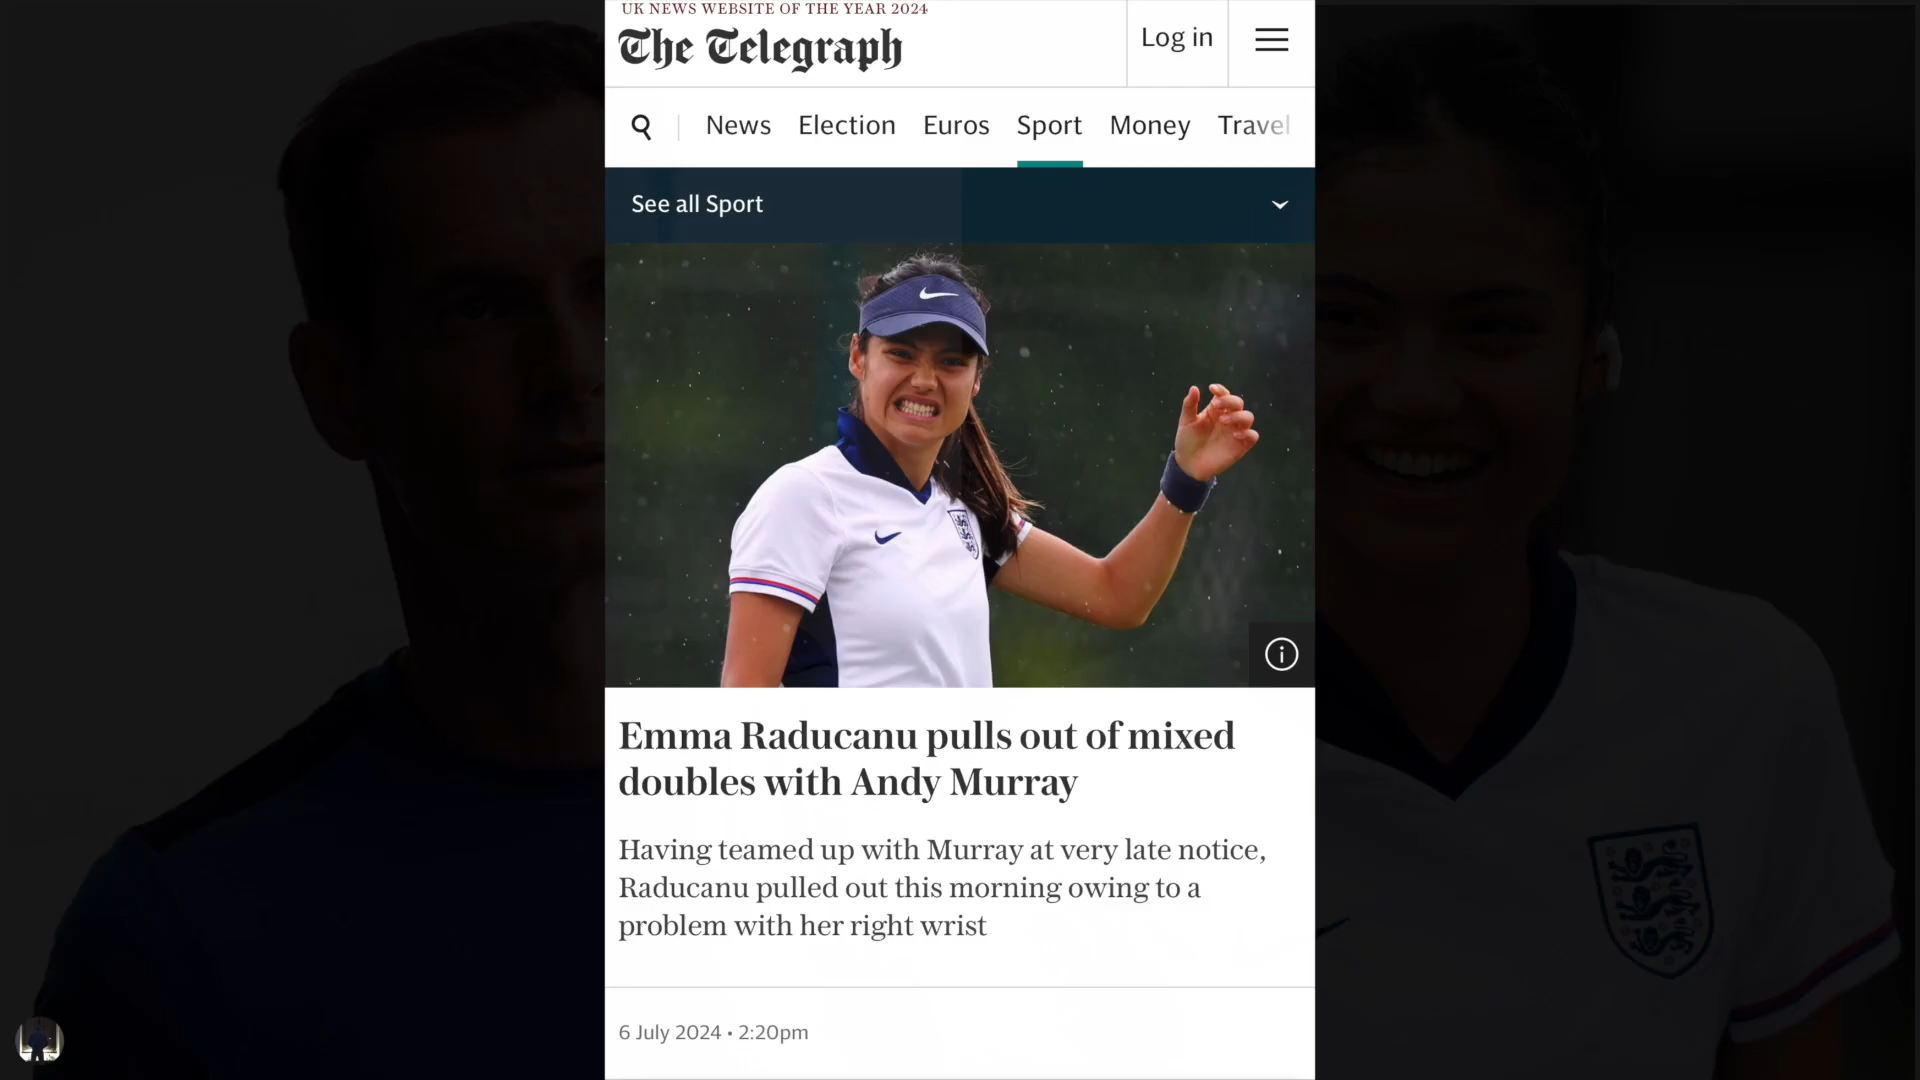 UK NEWS WEBSITE OF THE YEAR 2024
The Telegraph
Log in
News Election Euros Sport Money Travel
See all Sport
Emma Raducanu pulls out of mixed
doubles with Andy Murray
Having teamed up with Murray at very late notice,
Raducanu pulled out this morning owing to a
problem with her right wrist
6 July 2024 • 2:20pm